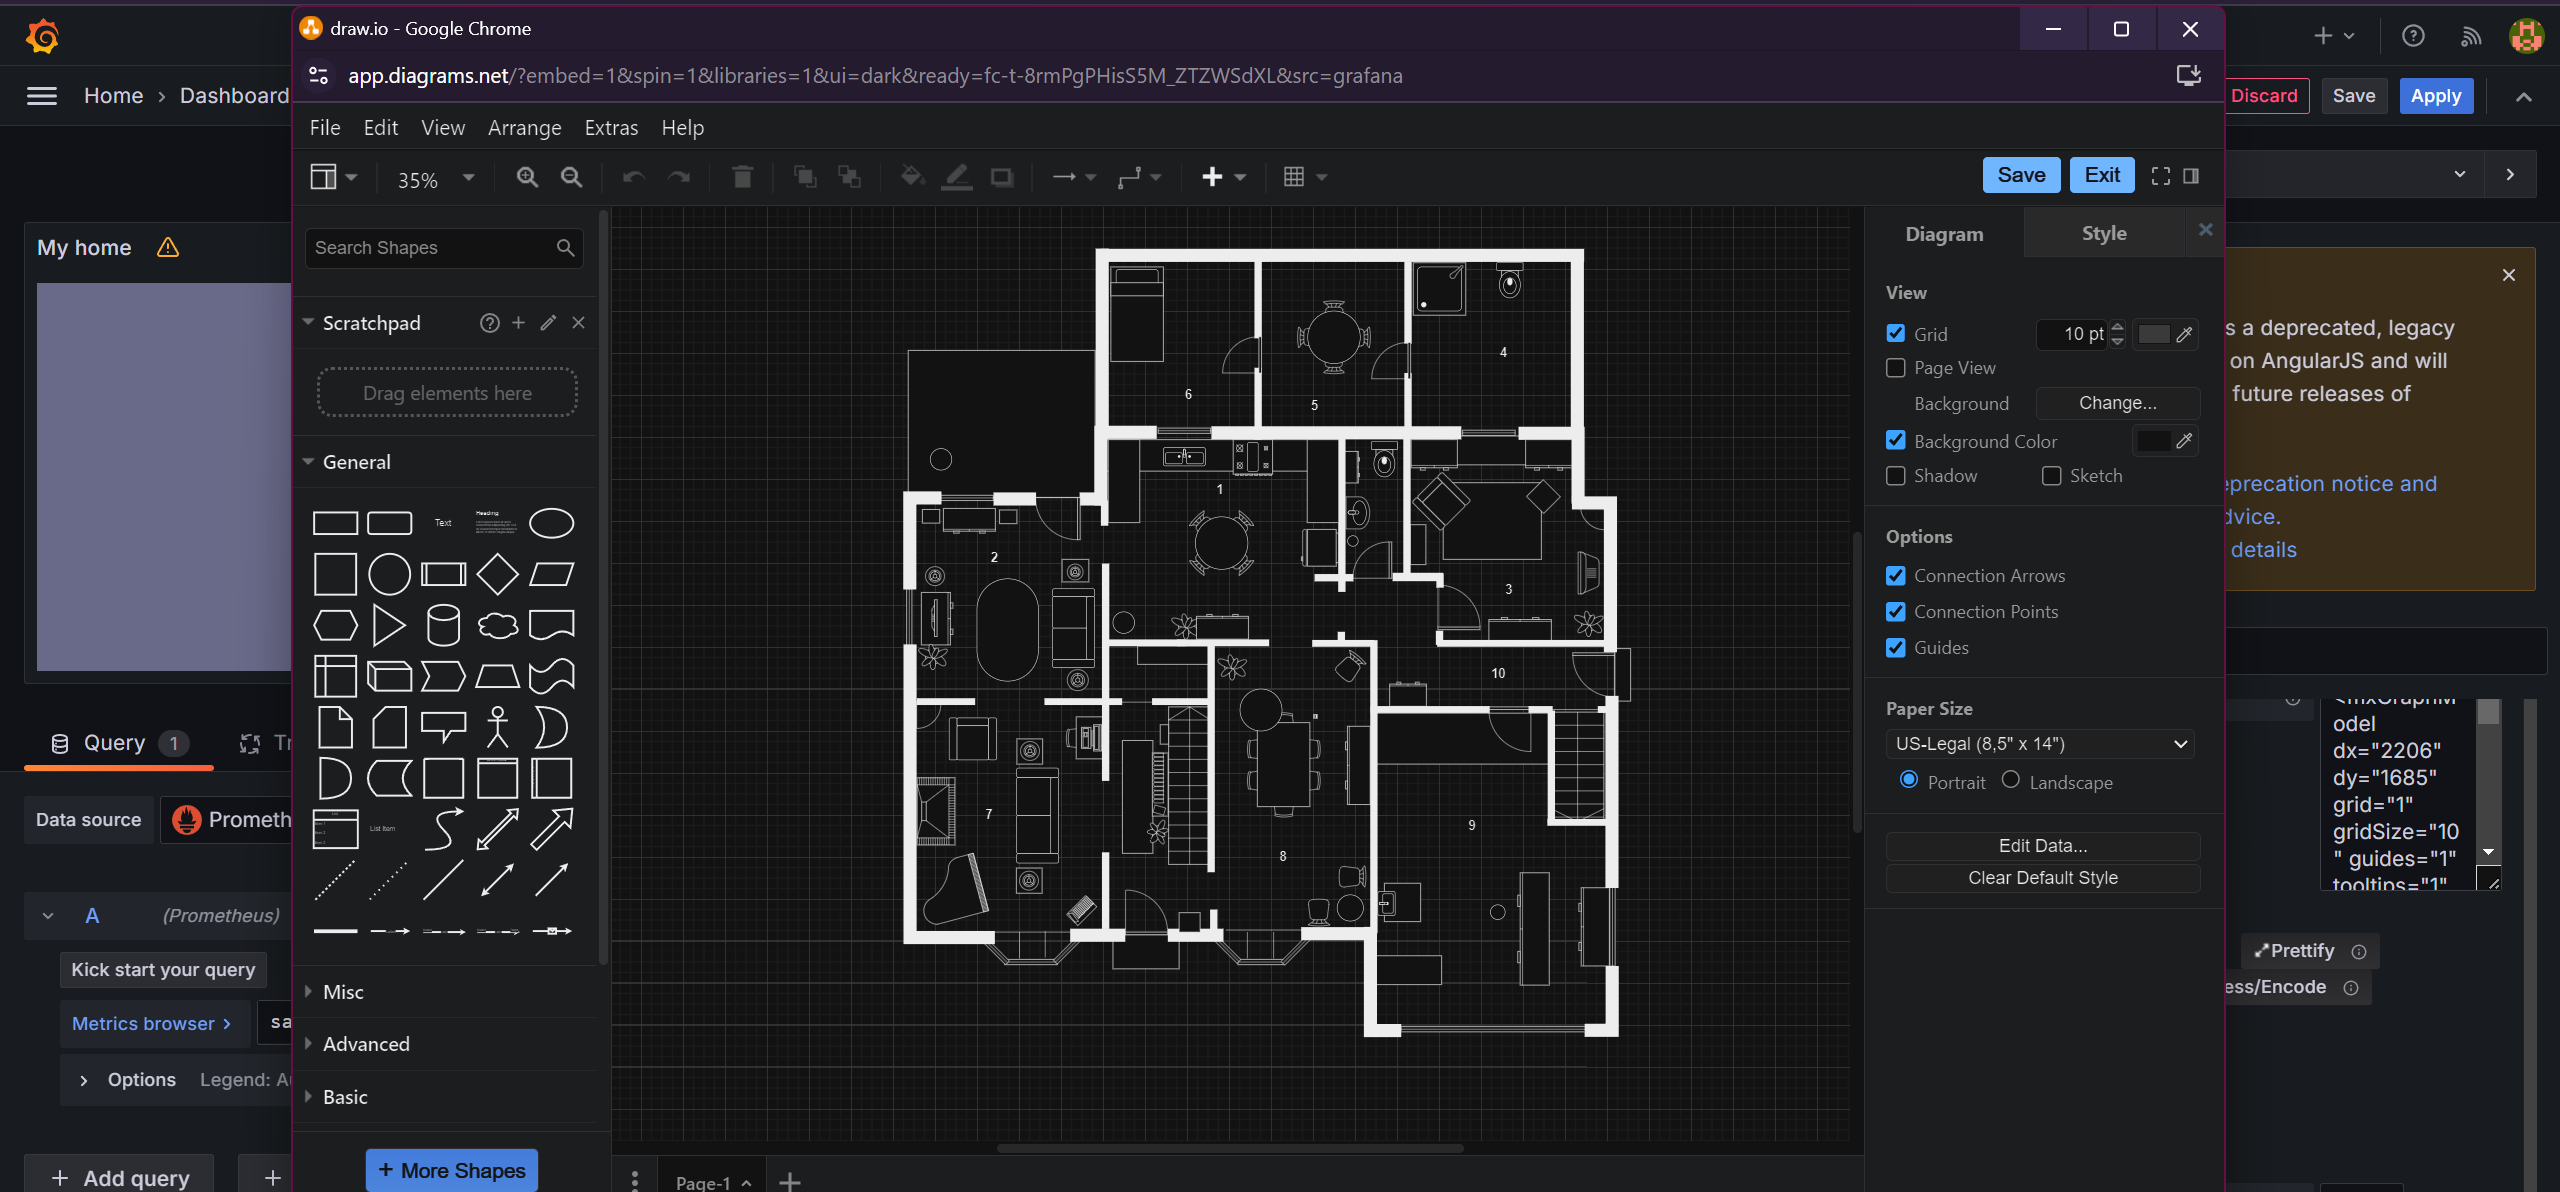 draw.io - Google Chrome
app.diagrams.net/?embed=1&spin=1&libraries=1&ui=dark&ready=fc-t-8rmPgPHisS5M_ZTZWSdXL&src=grafana
Home › Dashboard
Discard Save Apply
File Edit View Arrange Extras Help
35%
Save Exit
My home
Search Shapes
Scratchpad
Drag elements here
General
Text
Heading
List Item
Misc
Advanced
Basic
+ More Shapes
Page-1
6
5
4
1
2
3
10
7
8
9
Diagram Style
View
Grid 10 pt
Page View
Background Change...
Background Color
Shadow Sketch
Options
Connection Arrows
Connection Points
Guides
Paper Size
US-Legal (8,5" x 14")
Portrait Landscape
Edit Data...
Clear Default Style
s a deprecated, legacy
on AngularJS and will
future releases of
precation notice and
dvice.
details
<mxGraphM
odel
dx="2206"
dy="1685"
grid="1"
gridSize="10
" guides="1"
tooltips="1"
Prettify
ess/Encode
Query 1 Tr
Data source Prometh
A (Prometheus)
Kick start your query
Metrics browser > sa
Options Legend: A
+ Add query +